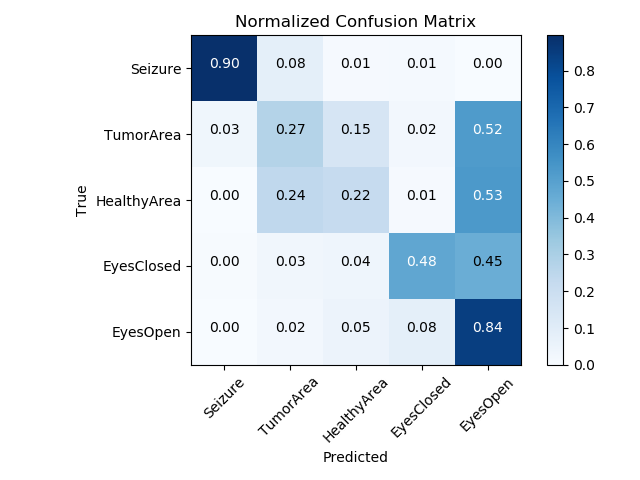 Normalized Confusion Matrix
Seizure 0.90 0.08 0.01 0.01 0.00
TumorArea 0.03 0.27 0.15 0.02 0.52
HealthyArea 0.00 0.24 0.22 0.01 0.53
EyesClosed 0.00 0.03 0.04 0.48 0.45
EyesOpen 0.00 0.02 0.05 0.08 0.84
True
Seizure TumorArea HealthyArea EyesClosed EyesOpen
Predicted
0.8
0.7
0.6
0.5
0.4
0.3
0.2
0.1
0.0